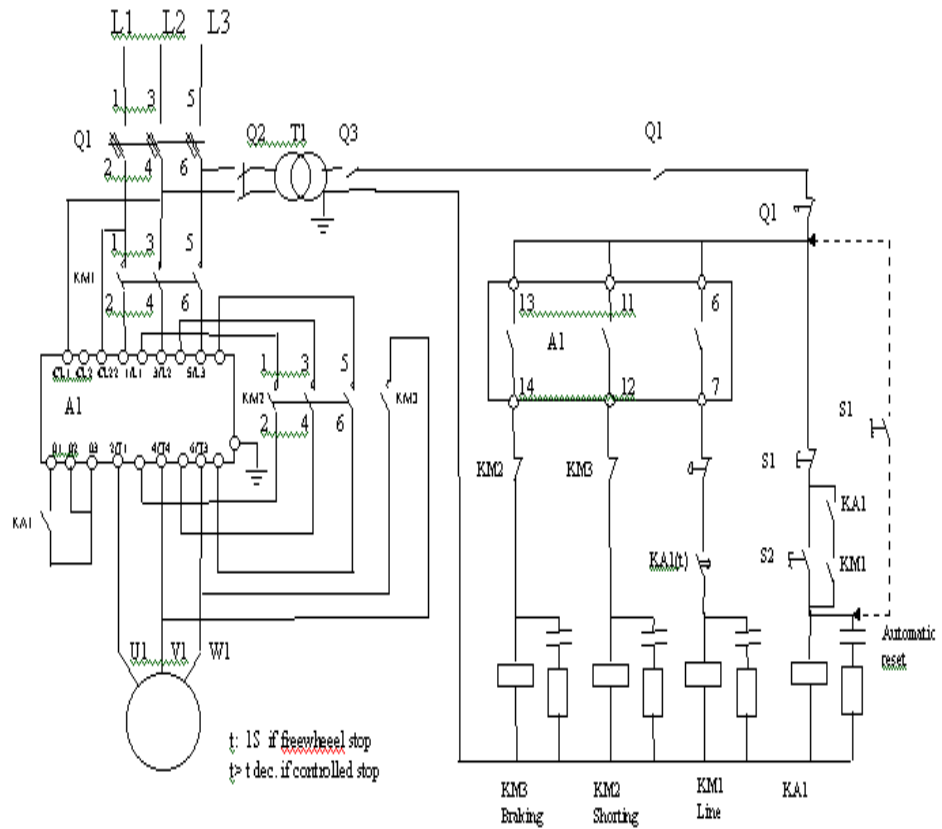 L1 L2 L3
1 3 5
Q1 Q2 T1 Q3 Q1
2 4 6
Q1
1 3 5
KM1
2 4 6
13 11 6
A1
14 12 7
CL1 CL2 CL22 1/L1 3/L2 5/L3
1 3 5
KM2
2 4 6
A1
2/T1
KA1
S1
KM2 KM3 S1
KA1
KA1(t) S2 KM1
U1 V1 W1
Automatic
reset
t: 1S if freewheeel stop
t> t dec. if controlled stop
KM3
Braking
KM2
Shorting
KM1
Line
KA1